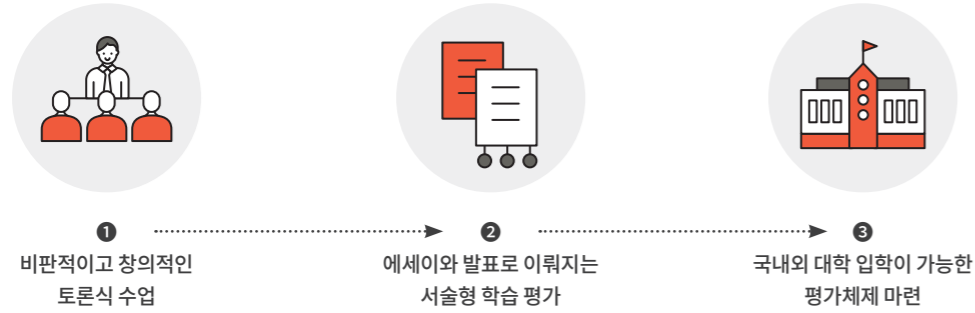 ❶
비판적이고 창의적인
토론식 수업
❷
에세이와 발표로 이뤄지는
서술형 학습 평가
❸
국내외 대학 입학이 가능한
평가체제 마련